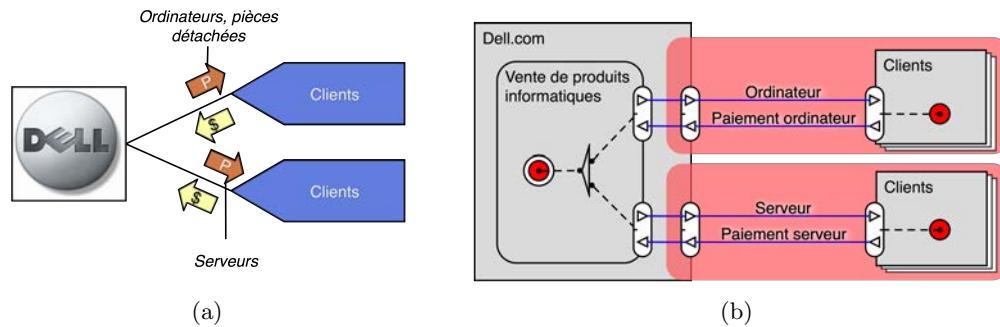 Ordinateurs, pièces
détachées
P
Clients
$
DELL
P
Clients
$
Serveurs
(a)
Dell.com
Vente de produits
informatiques
Ordinateur
Paiement ordinateur
Clients
Serveur
Paiement serveur
Clients
(b)